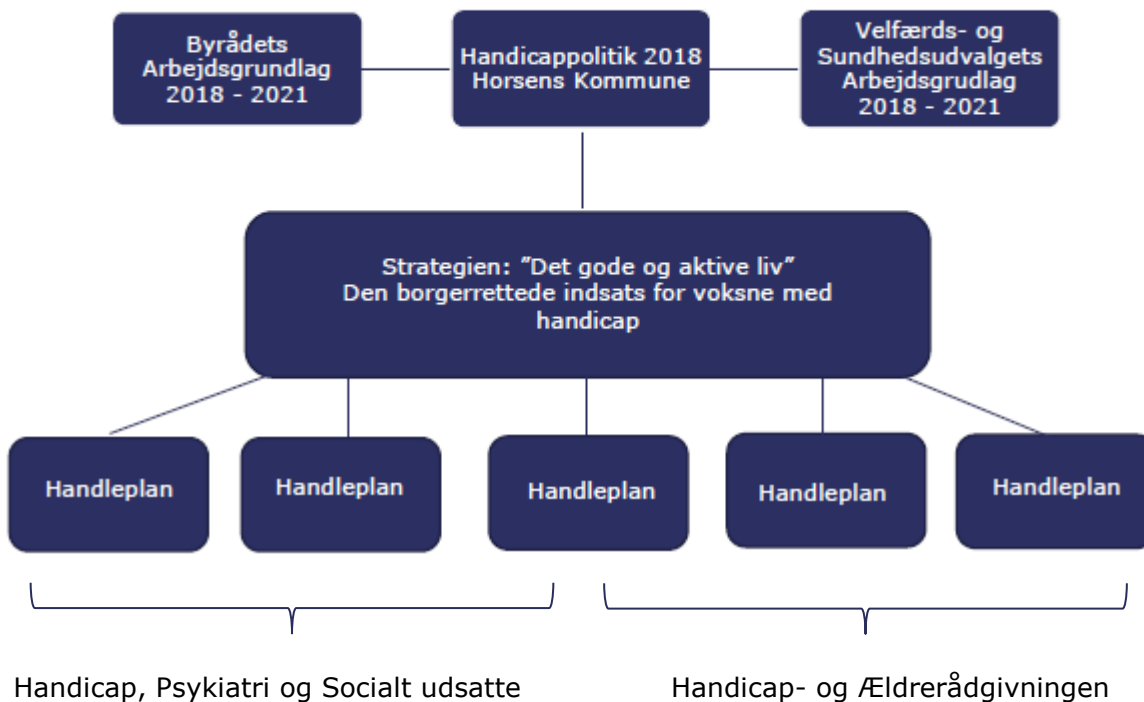 Byrådets
Arbejdsgrundlag
2018 - 2021
Handicappolitik 2018
Horsens Kommune
Velfærds- og
Sundhedsudvalgets
Arbejdsgrudlag
2018 - 2021
Strategien: ”Det gode og aktive liv”
Den borgerrettede indsats for voksne med
handicap
Handleplan
Handleplan
Handleplan
Handleplan
Handleplan
Handicap, Psykiatri og Socialt udsatte
Handicap- og Ældrerådgivningen